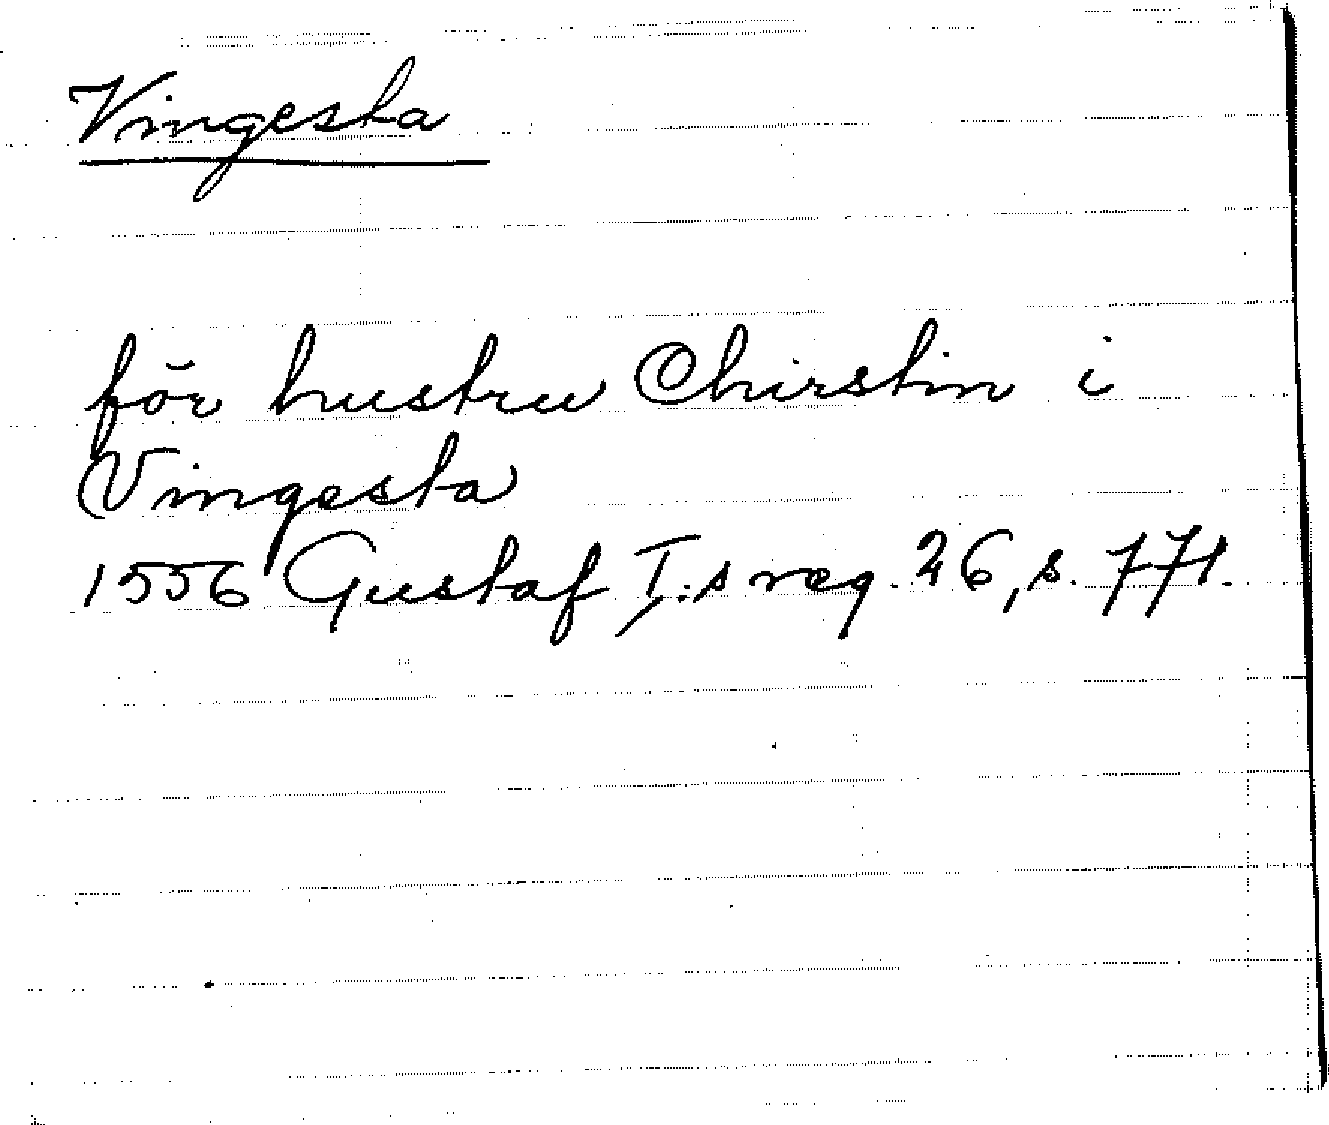 Vingesta
för hustru Chirstin i
Vingesta
1556 Gustaf I:s reg. 26, s. 771.